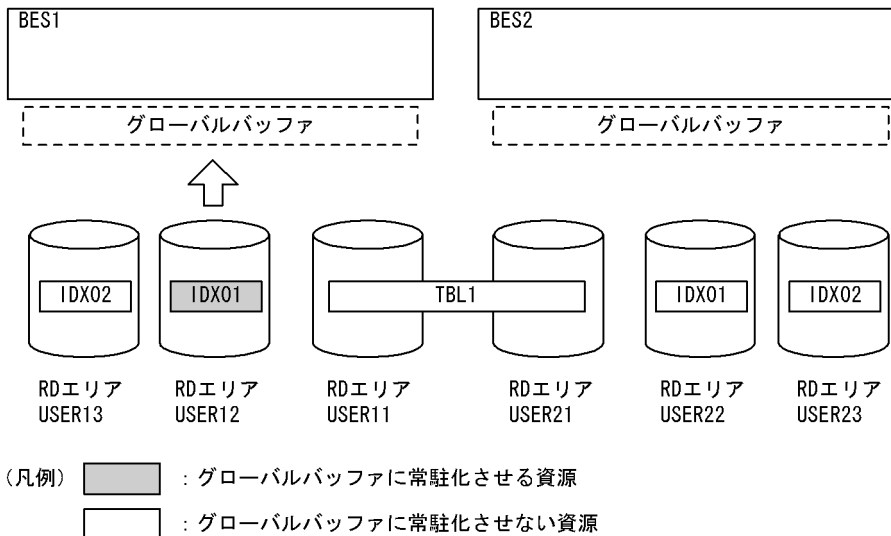 BES1
BES2
グローバルバッファ
グローバルバッファ
IDX02
IDX01
TBL1
IDX01
IDX02
RDエリア
USER13
RDエリア
USER12
RDエリア
USER11
RDエリア
USER21
RDエリア
USER22
RDエリア
USER23
(凡例)
：グローバルバッファに常駐化させる資源
：グローバルバッファに常駐化させない資源